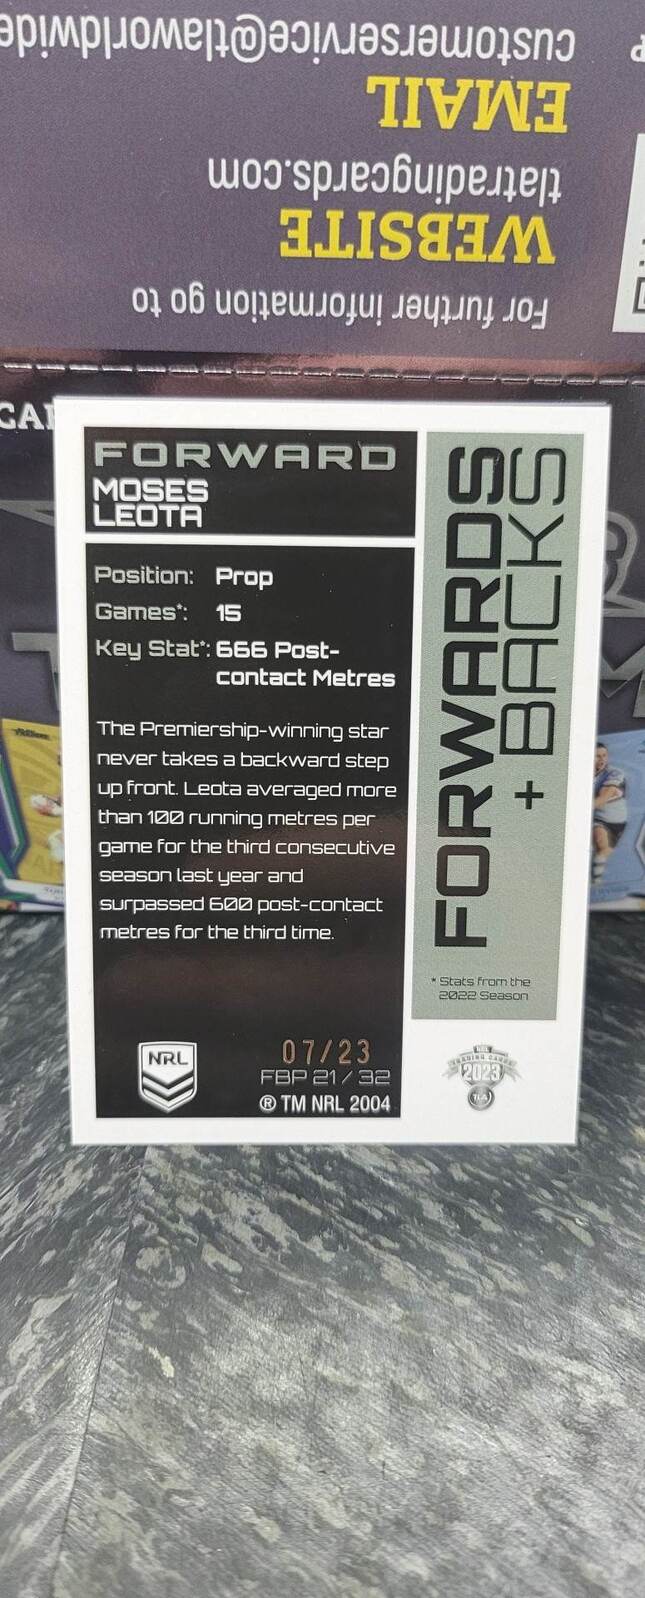 customerservice@tlaworldwide
EMAIL
tlatradingcards.com
WEBSITE
For further information go to
FORWARD
MOSES
LEOTA
Position: Prop
Games*: 15
Key Stat*: 666 Post-
contact Metres
The Premiership-winning star
never takes a backward step
up front. Leota averaged more
than 100 running metres per
game for the third consecutive
season last year and
surpassed 600 post-contact
metres for the third time.
NRL
07/23
FBP 21/32
® TM NRL 2004
FORWARDS
+ BACKS
* Stats from the
2022 Season
NRL
TRADING CARDS
2023
TLA